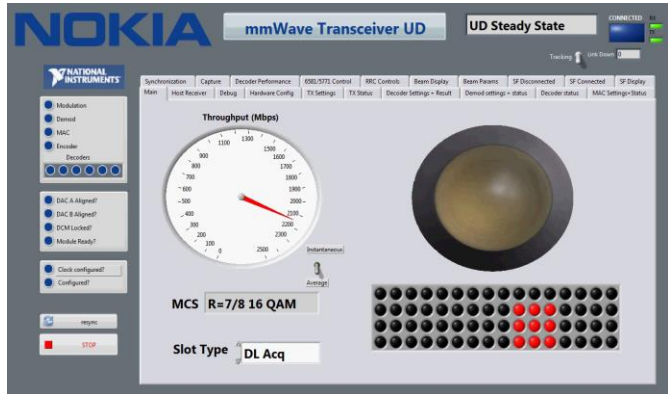 NOKIA
mmWave Transceiver UD
UD Steady State
CONNECTED
Tracking
Link Down 0
NATIONAL INSTRUMENTS
Synchronization Capture Decoder Performance 6581/5771 Control RRC Controls Beam Display Beam Params SF Disconnected SF Connected SF Display
Main Host Receiver Debug Hardware Config TX Settings TX Status Decoder Settings + Result Demod settings + status Decoder status MAC Settings+Status
Modulation
Demod
MAC
Encoder
Decoders
DAC A Aligned?
DAC B Aligned?
DCM Locked?
Module Ready?
Clock configured?
Configured?
resync
STOP
Throughput (Mbps)
0
100
200
300
400
500
600
700
800
900
1100
1300
1500
1600
1700
1800
1900
2000
2100
2200
2300
2500
Instantaneous
Average
MCS R=7/8 16 QAM
Slot Type DL Acq